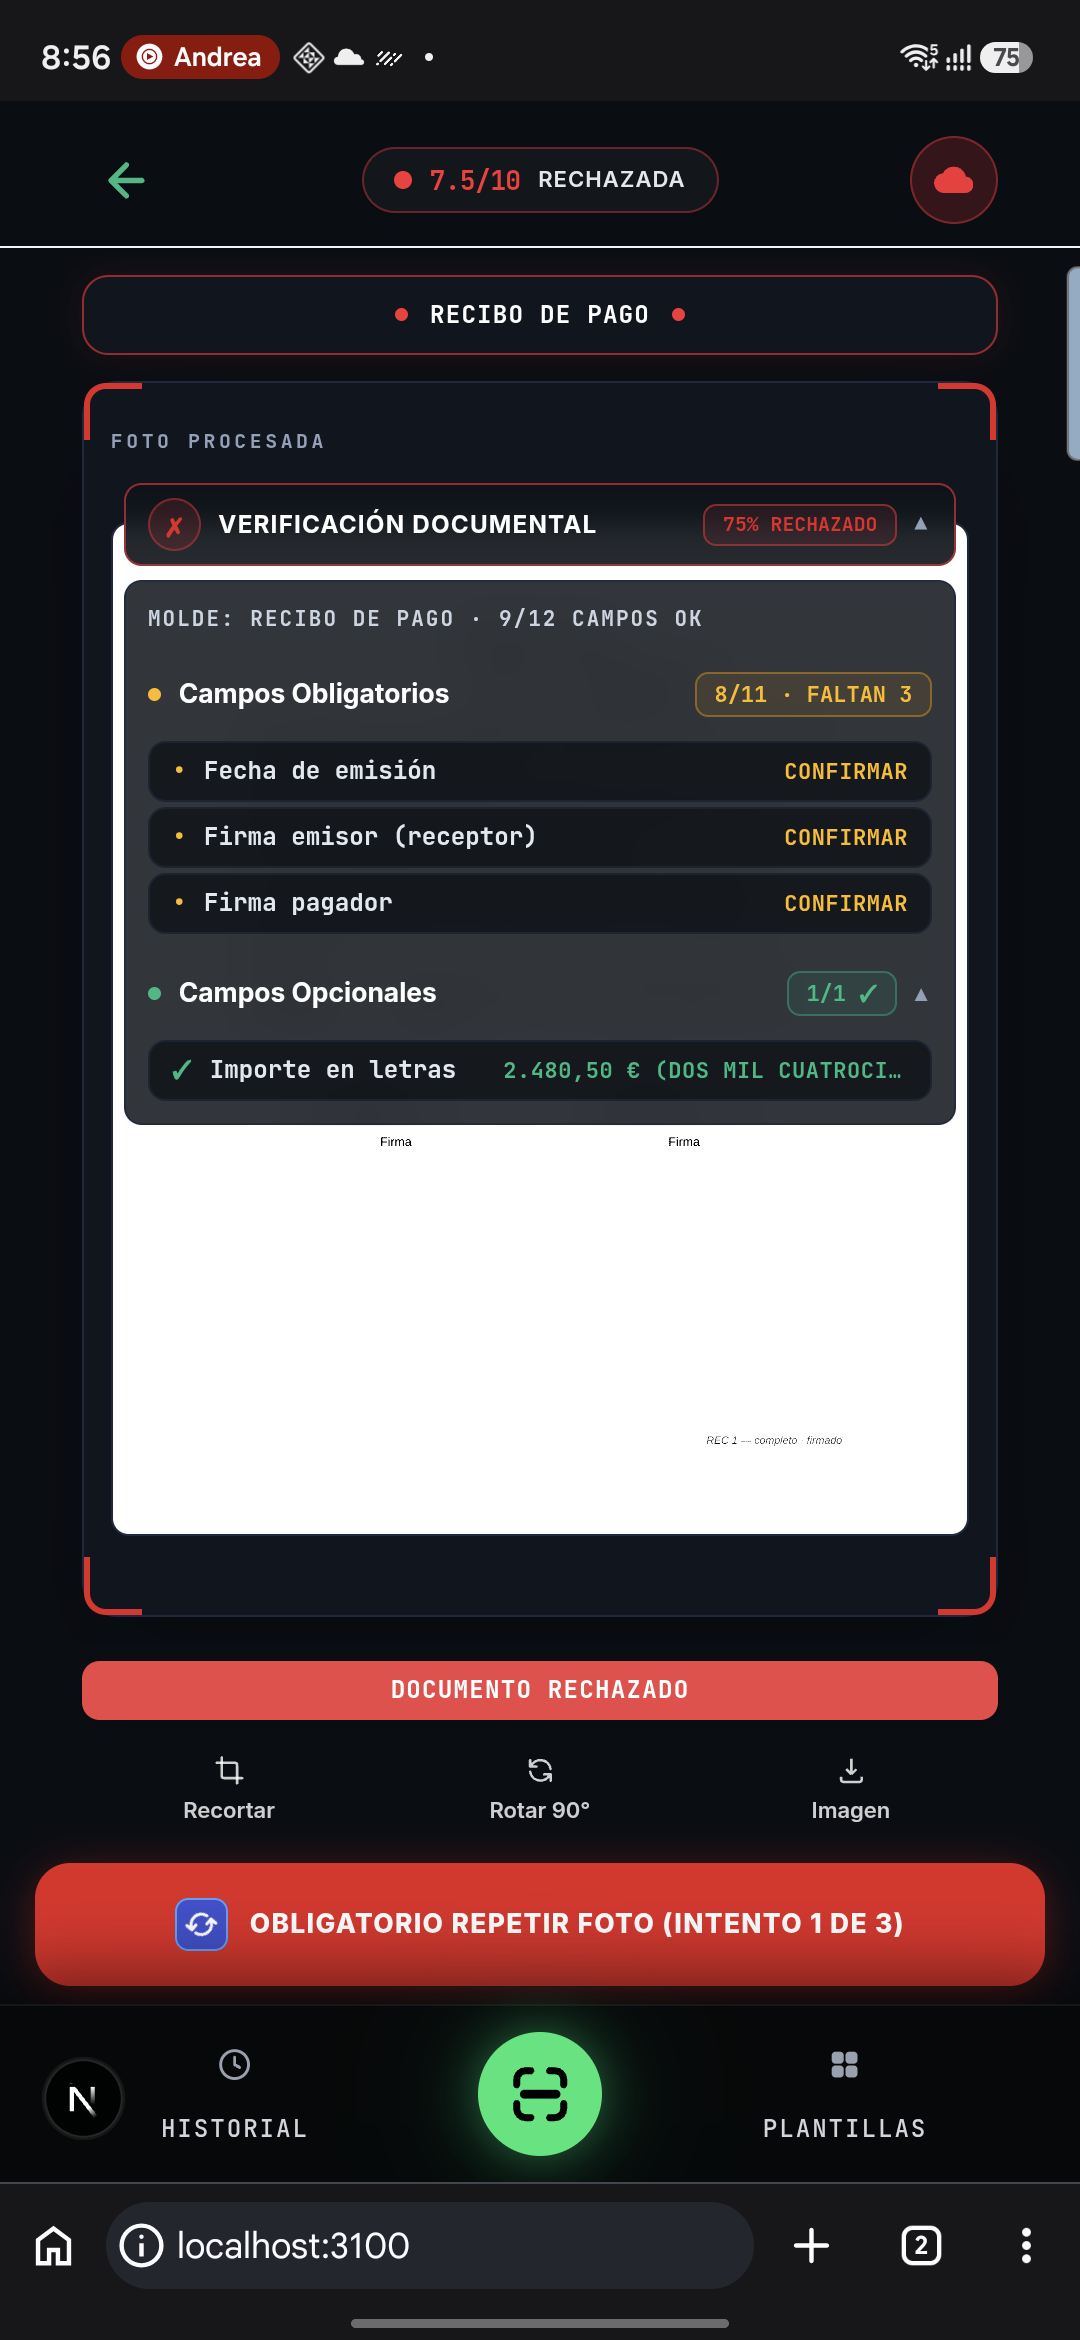 8:56 Andrea 5 75
7.5/10 RECHAZADA
RECIBO DE PAGO
FOTO PROCESADA
✗ VERIFICACIÓN DOCUMENTAL 75% RECHAZADO ▲
MOLDE: RECIBO DE PAGO · 9/12 CAMPOS OK
Campos Obligatorios 8/11 · FALTAN 3
• Fecha de emisión CONFIRMAR
• Firma emisor (receptor) CONFIRMAR
• Firma pagador CONFIRMAR
Campos Opcionales 1/1 ✓ ▲
✓ Importe en letras 2.480,50 € (DOS MIL CUATROCI…
Firma Firma
REC 1 — completo · firmado
DOCUMENTO RECHAZADO
Recortar Rotar 90° Imagen
OBLIGATORIO REPETIR FOTO (INTENTO 1 DE 3)
N HISTORIAL PLANTILLAS
localhost:3100 2